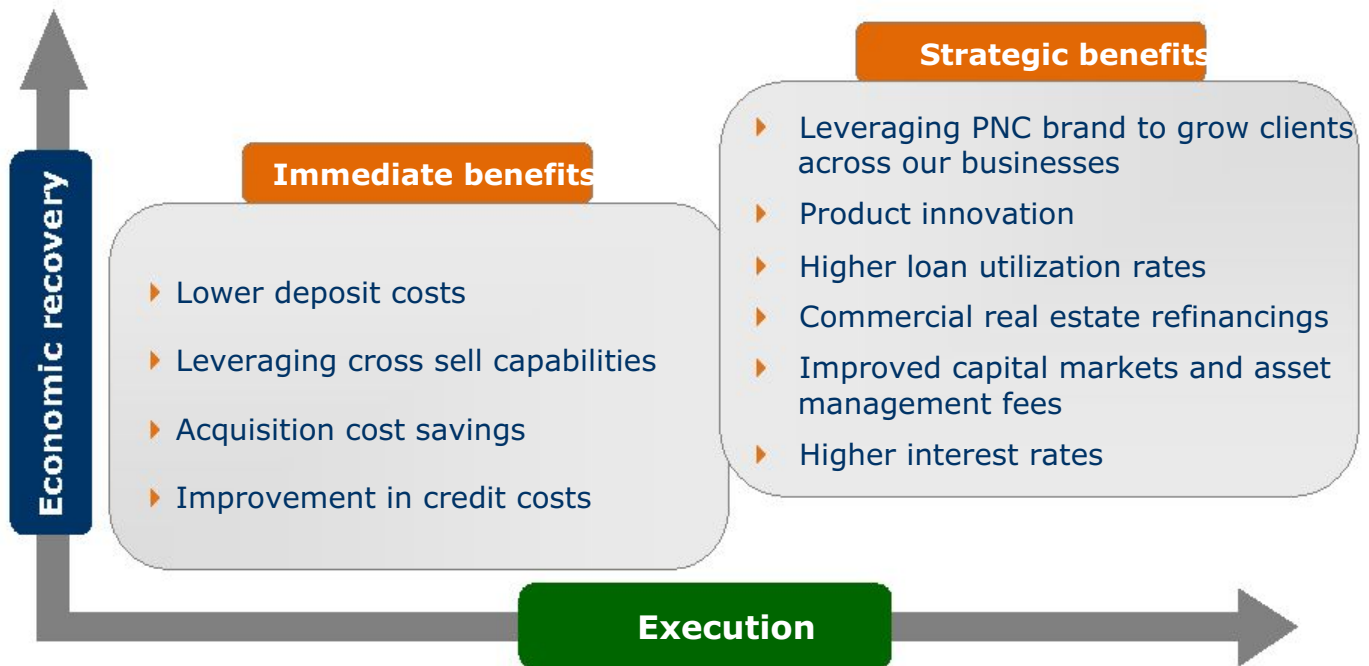 Economic recovery
Immediate benefits
Lower deposit costs
Leveraging cross sell capabilities
Acquisition cost savings
Improvement in credit costs
Strategic benefits
Leveraging PNC brand to grow clients
across our businesses
Product innovation
Higher loan utilization rates
Commercial real estate refinancings
Improved capital markets and asset
management fees
Higher interest rates
Execution